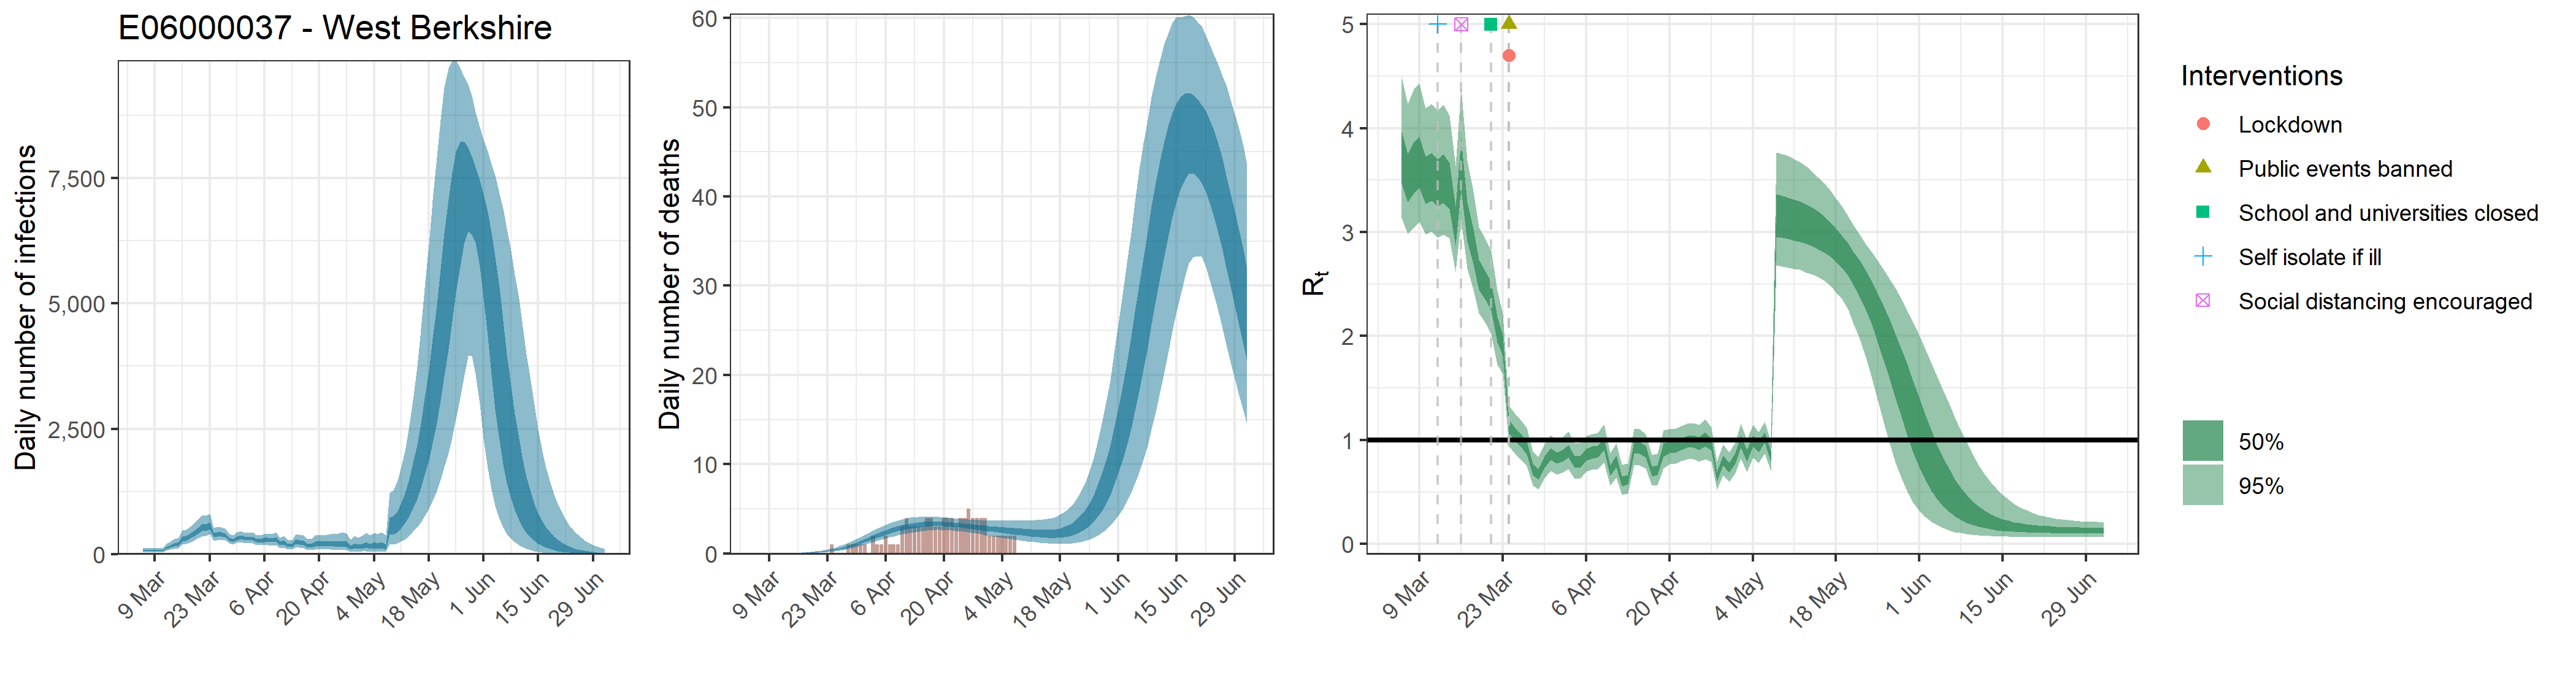 E06000037 - West Berkshire
Daily number of infections
7,500
5,000
2,500
0
9 Mar
23 Mar
6 Apr
20 Apr
4 May
18 May
1 Jun
15 Jun
29 Jun
Daily number of deaths
60
50
40
30
20
10
0
9 Mar
23 Mar
6 Apr
20 Apr
4 May
18 May
1 Jun
15 Jun
29 Jun
Rt
5
4
3
2
1
0
9 Mar
23 Mar
6 Apr
20 Apr
4 May
18 May
1 Jun
15 Jun
29 Jun
Interventions
Lockdown
Public events banned
School and universities closed
Self isolate if ill
Social distancing encouraged
50%
95%